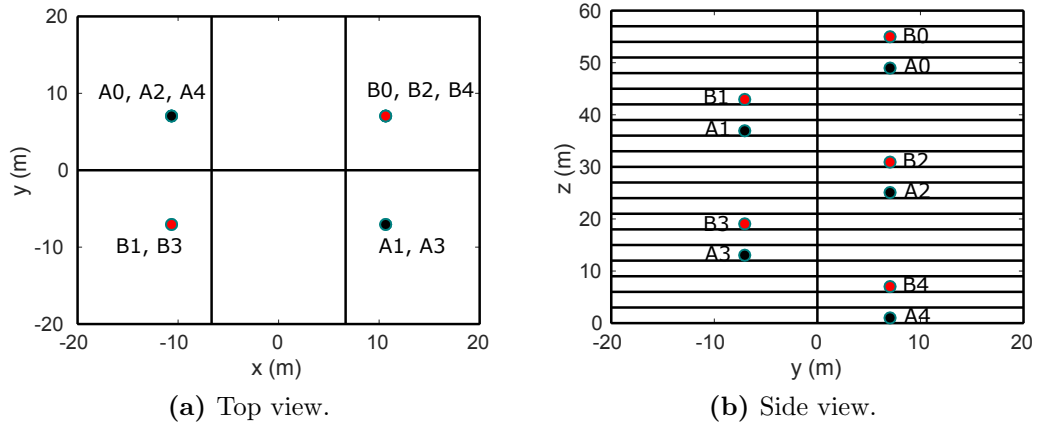 20
10
0
-10
-20
y (m)
A0, A2, A4
B0, B2, B4
B1, B3
A1, A3
-20
-10
0
10
20
x (m)
(a) Top view.
60
50
40
30
20
10
0
z (m)
B0
A0
B1
A1
B2
A2
B3
A3
B4
A4
-20
-10
0
10
20
y (m)
(b) Side view.